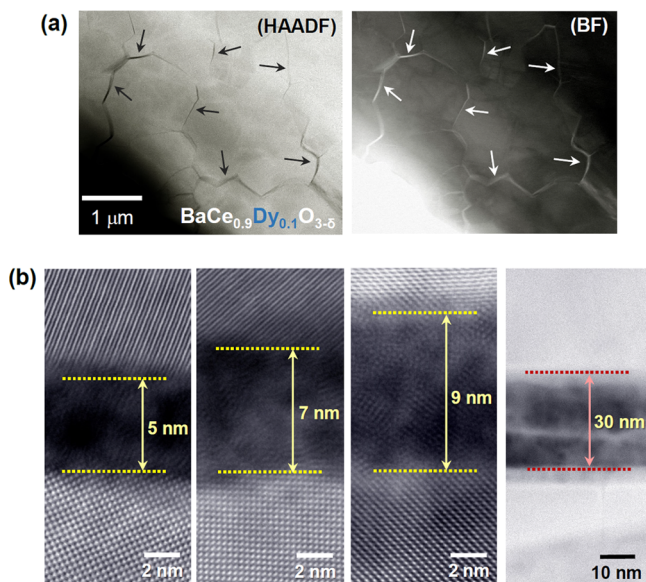 (a)
(HAADF)
(BF)
1 μm
BaCe0.9Dy0.1O3-δ
(b)
5 nm
7 nm
9 nm
30 nm
2 nm
2 nm
2 nm
10 nm